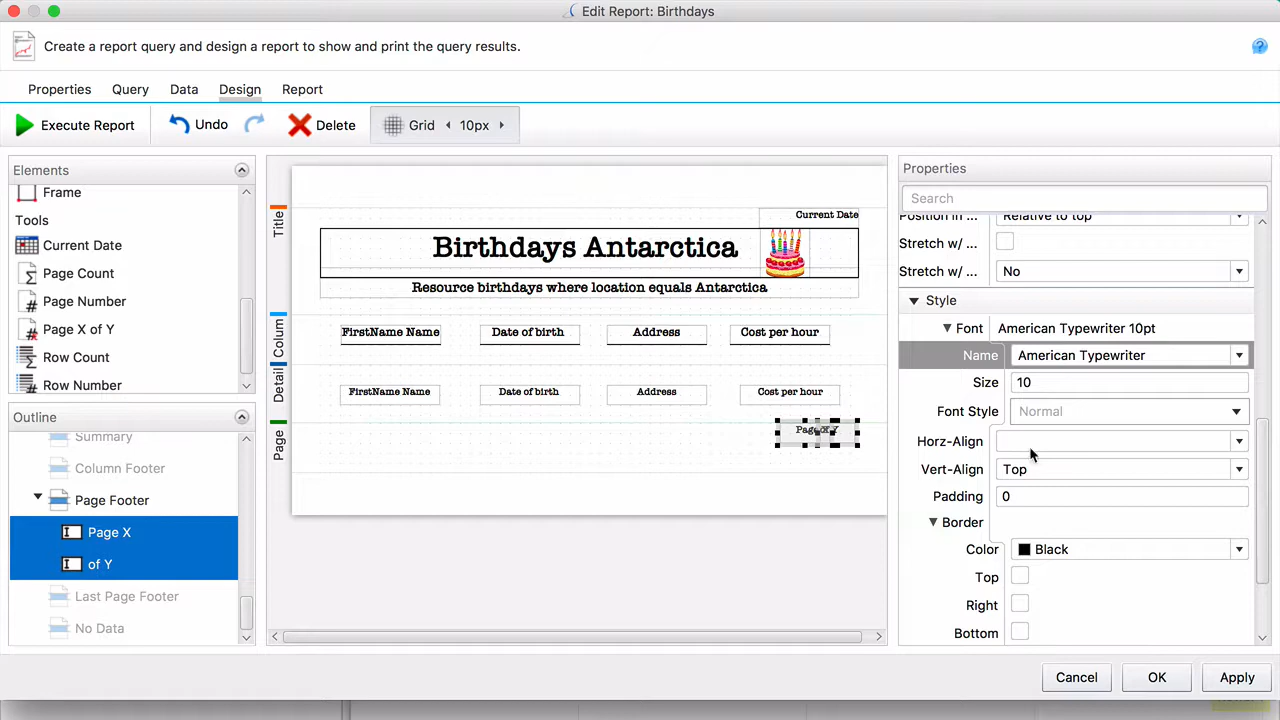 Edit Report: Birthdays
Create a report query and design a report to show and print the query results.
Properties Query Data Design Report
Execute Report Undo Delete Grid 10px
Elements
Frame
Tools
Current Date
Page Count
Page Number
Page X of Y
Row Count
Row Number
Outline
Summary
Column Footer
Page Footer
Page X
of Y
Last Page Footer
No Data
Title
Colum
Detail
Page
Current Date
Birthdays Antarctica
Resource birthdays where location equals Antarctica
FirstName Name Date of birth Address Cost per hour
FirstName Name Date of birth Address Cost per hour
Properties
Search
Position in ... Relative to top
Stretch w/ ...
Stretch w/ ... No
Style
Font American Typewriter 10pt
Name American Typewriter
Size 10
Font Style Normal
Horz-Align
Vert-Align Top
Padding 0
Border
Color Black
Top
Right
Bottom
Cancel OK Apply